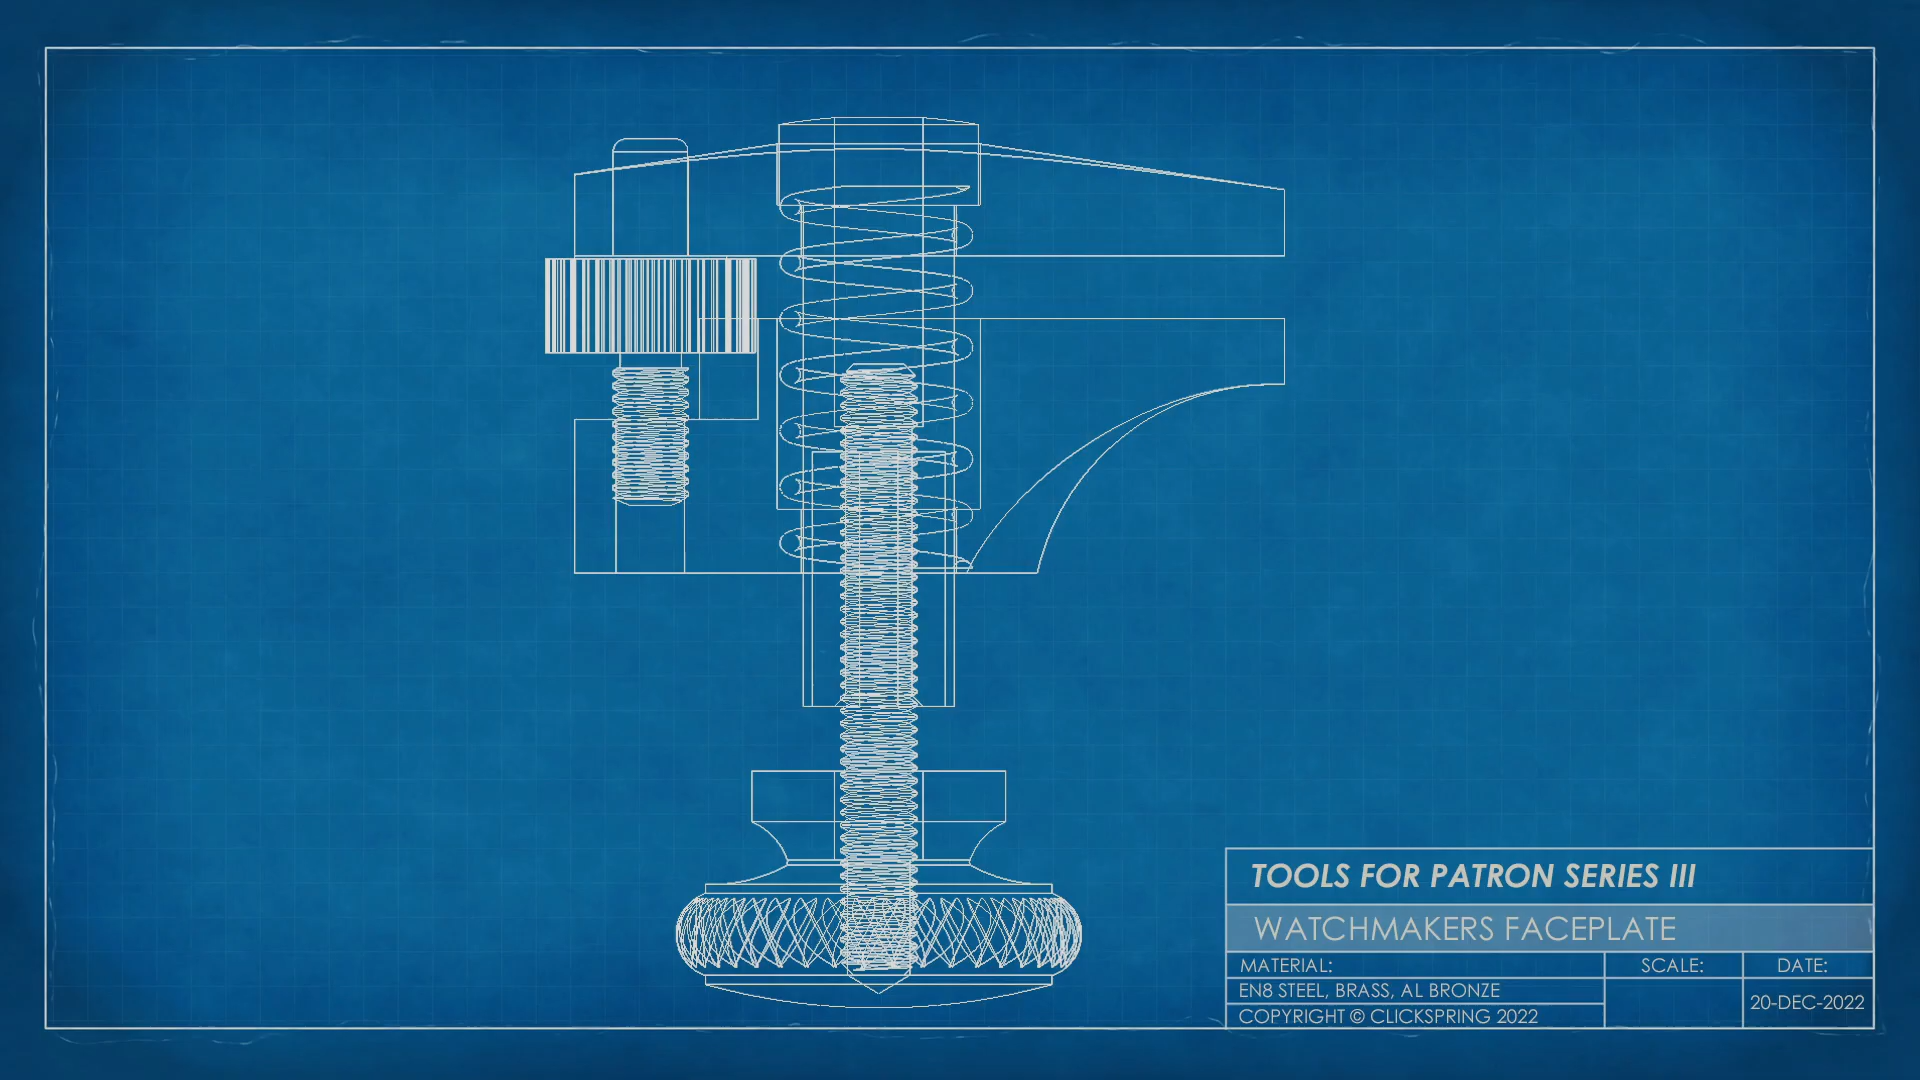 TOOLS FOR PATRON SERIES III
WATCHMAKERS FACEPLATE
MATERIAL:
SCALE:
DATE:
EN8 STEEL, BRASS, AL BRONZE
20-DEC-2022
COPYRIGHT © CLICKSPRING 2022